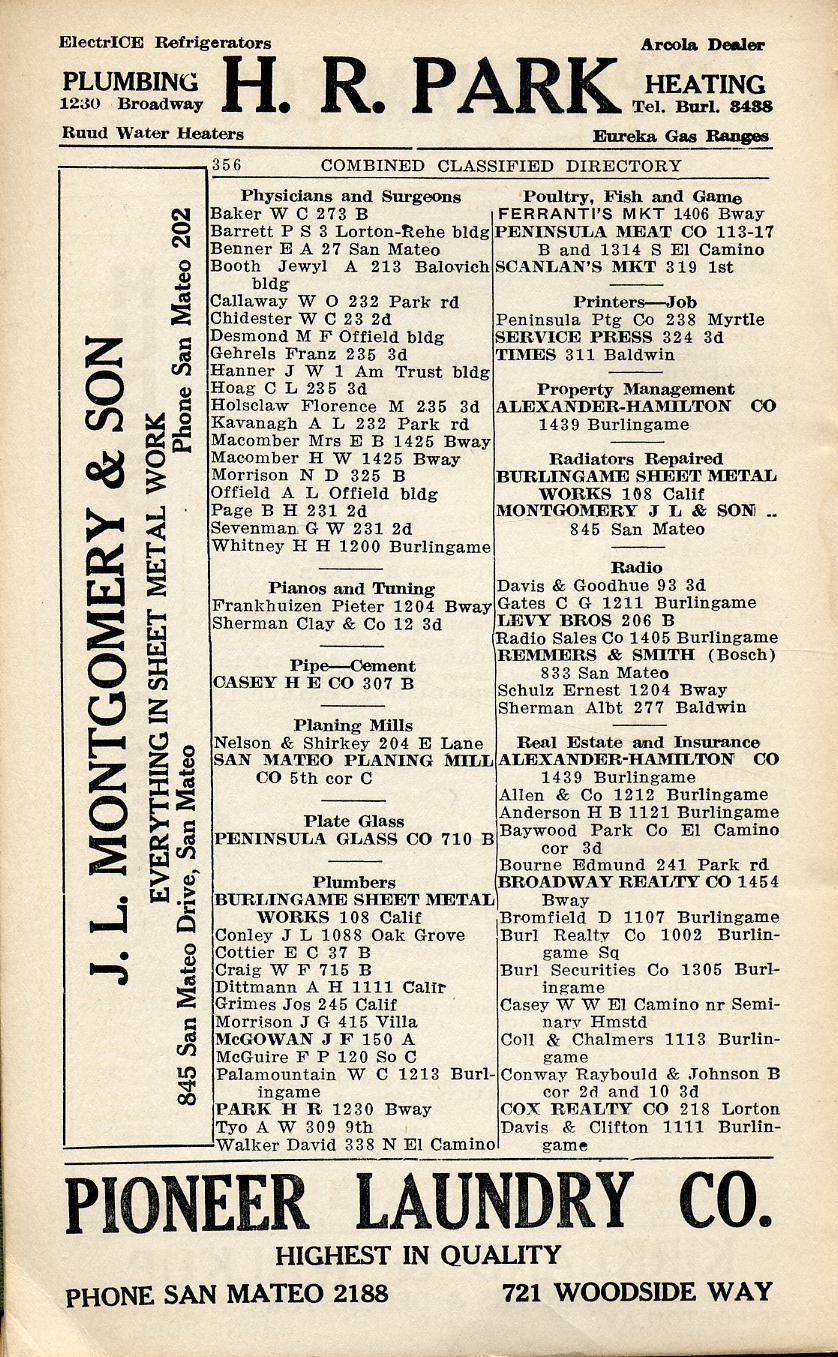 ElectrICE Refrigerators
Arcola Dealer
PLUMBING
H. R. PARK
HEATING
1230 Broadway
Tel. Burl. 3438
Ruud Water Heaters
Eureka Gas Ranges
356 COMBINED CLASSIFIED DIRECTORY
J. L. MONTGOMERY & SON
EVERYTHING IN SHEET METAL WORK
845 San Mateo Drive, San Mateo
Phone San Mateo 202
Physicians and Surgeons
Baker W C 273 B
Barrett P S 3 Lorton-Rehe bldg
Benner E A 27 San Mateo
Booth Jewyl A 213 Balovich
bldg
Callaway W O 232 Park rd
Chidester W C 23 2d
Desmond M F Offield bldg
Gehrels Franz 235 3d
Hanner J W 1 Am Trust bldg
Hoag C L 235 3d
Holsclaw Florence M 235 3d
Kavanagh A L 232 Park rd
Macomber Mrs E B 1425 Bway
Macomber H W 1425 Bway
Morrison N D 325 B
Offield A L Offield bldg
Page B H 231 2d
Sevenman G W 231 2d
Whitney H H 1200 Burlingame
Pianos and Tuning
Frankhuizen Pieter 1204 Bway
Sherman Clay & Co 12 3d
Pipe—Cement
CASEY H E CO 307 B
Planing Mills
Nelson & Shirkey 204 E Lane
SAN MATEO PLANING MILL
CO 5th cor C
Plate Glass
PENINSULA GLASS CO 710 B
Plumbers
BURLINGAME SHEET METAL
WORKS 108 Calif
Conley J L 1088 Oak Grove
Cottier E C 37 B
Craig W F 715 B
Dittmann A H 1111 Calif
Grimes Jos 245 Calif
Morrison J G 415 Villa
McGOWAN J F 150 A
McGuire F P 120 So C
Palamountain W C 1213 Burl-
ingame
PARK H R 1230 Bway
Tyo A W 309 9th
Walker David 338 N El Camino
Poultry, Fish and Game
FERRANTI'S MKT 1406 Bway
PENINSULA MEAT CO 113-17
B and 1314 S El Camino
SCANLAN'S MKT 319 1st
Printers—Job
Peninsula Ptg Co 238 Myrtle
SERVICE PRESS 324 3d
TIMES 311 Baldwin
Property Management
ALEXANDER-HAMILTON CO
1439 Burlingame
Radiators Repaired
BURLINGAME SHEET METAL
WORKS 108 Calif
MONTGOMERY J L & SON ..
845 San Mateo
Radio
Davis & Goodhue 93 3d
Gates C G 1211 Burlingame
LEVY BROS 206 B
Radio Sales Co 1405 Burlingame
REMMERS & SMITH (Bosch)
833 San Mateo
Schulz Ernest 1204 Bway
Sherman Albt 277 Baldwin
Real Estate and Insurance
ALEXANDER-HAMILTON CO
1439 Burlingame
Allen & Co 1212 Burlingame
Anderson H B 1121 Burlingame
Baywood Park Co El Camino
cor 3d
Bourne Edmund 241 Park rd
BROADWAY REALTY CO 1454
Bway
Bromfield D 1107 Burlingame
Burl Realty Co 1002 Burlin-
game Sq
Burl Securities Co 1305 Burl-
ingame
Casey W W El Camino nr Semi-
nary Hmstd
Coll & Chalmers 1113 Burlin-
game
Conway Raybould & Johnson B
cor 2d and 10 3d
COX REALTY CO 218 Lorton
Davis & Clifton 1111 Burlin-
game
PIONEER LAUNDRY CO.
HIGHEST IN QUALITY
PHONE SAN MATEO 2188
721 WOODSIDE WAY